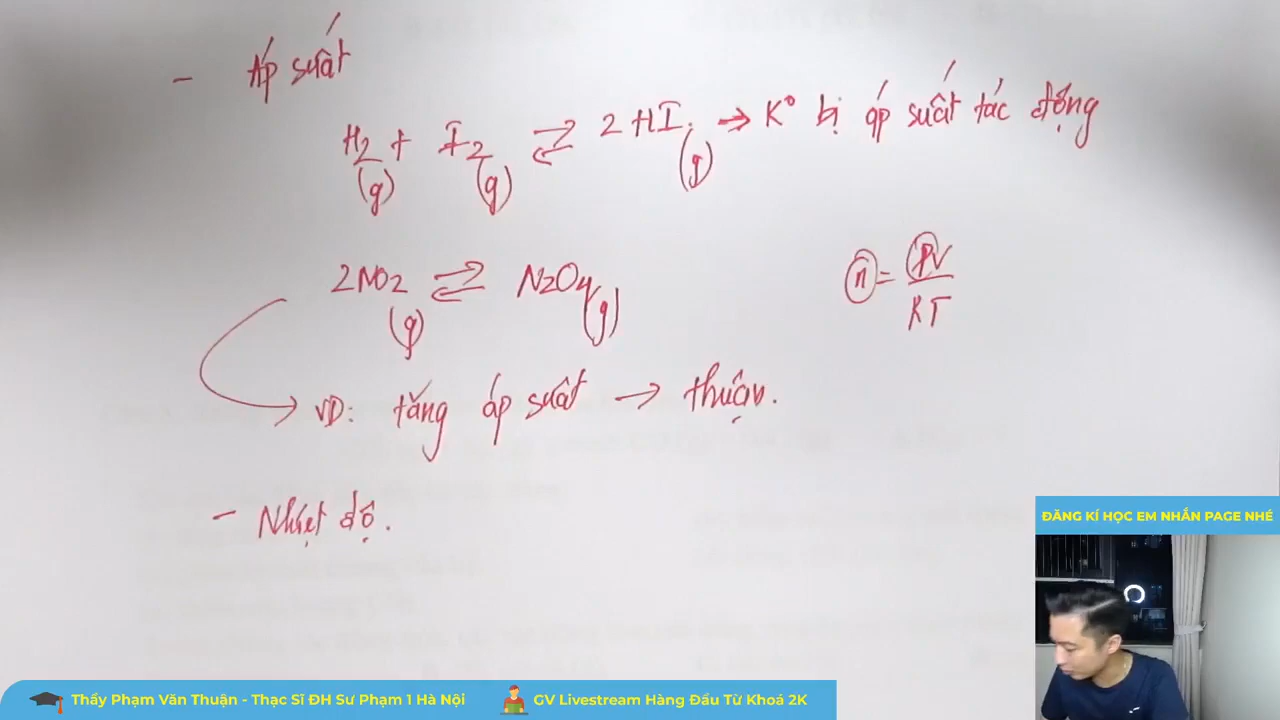 - Áp suất
H2 (g) + I2 (g) ⇌ 2HI (g) → K° bị áp suất tác động
n = PV / RT
2NO2 (g) ⇌ N2O4 (g)
→ VD: tăng áp suất → thuận.
- Nhiệt độ.
ĐĂNG KÍ HỌC EM NHẮN PAGE NHÉ
Thầy Phạm Văn Thuận - Thạc Sĩ ĐH Sư Phạm 1 Hà Nội
GV Livestream Hàng Đầu Từ Khoá 2K